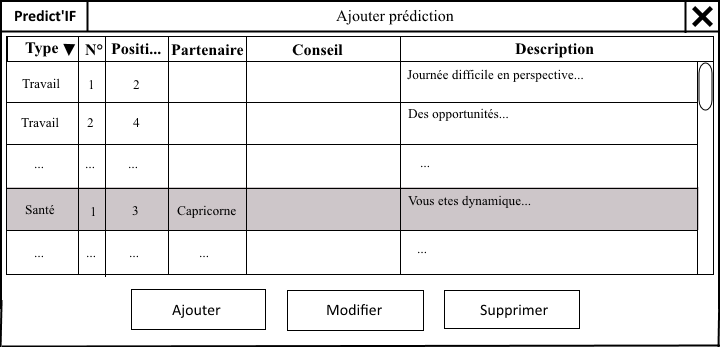 Predict'IF Ajouter prédiction
Type ▼ N° Positi... Partenaire Conseil Description
Travail 1 2 Journée difficile en perspective...
Travail 2 4 Des opportunités...
... ... ... ...
Santé 1 3 Capricorne Vous etes dynamique...
... ... ... ... ...
Ajouter Modifier Supprimer